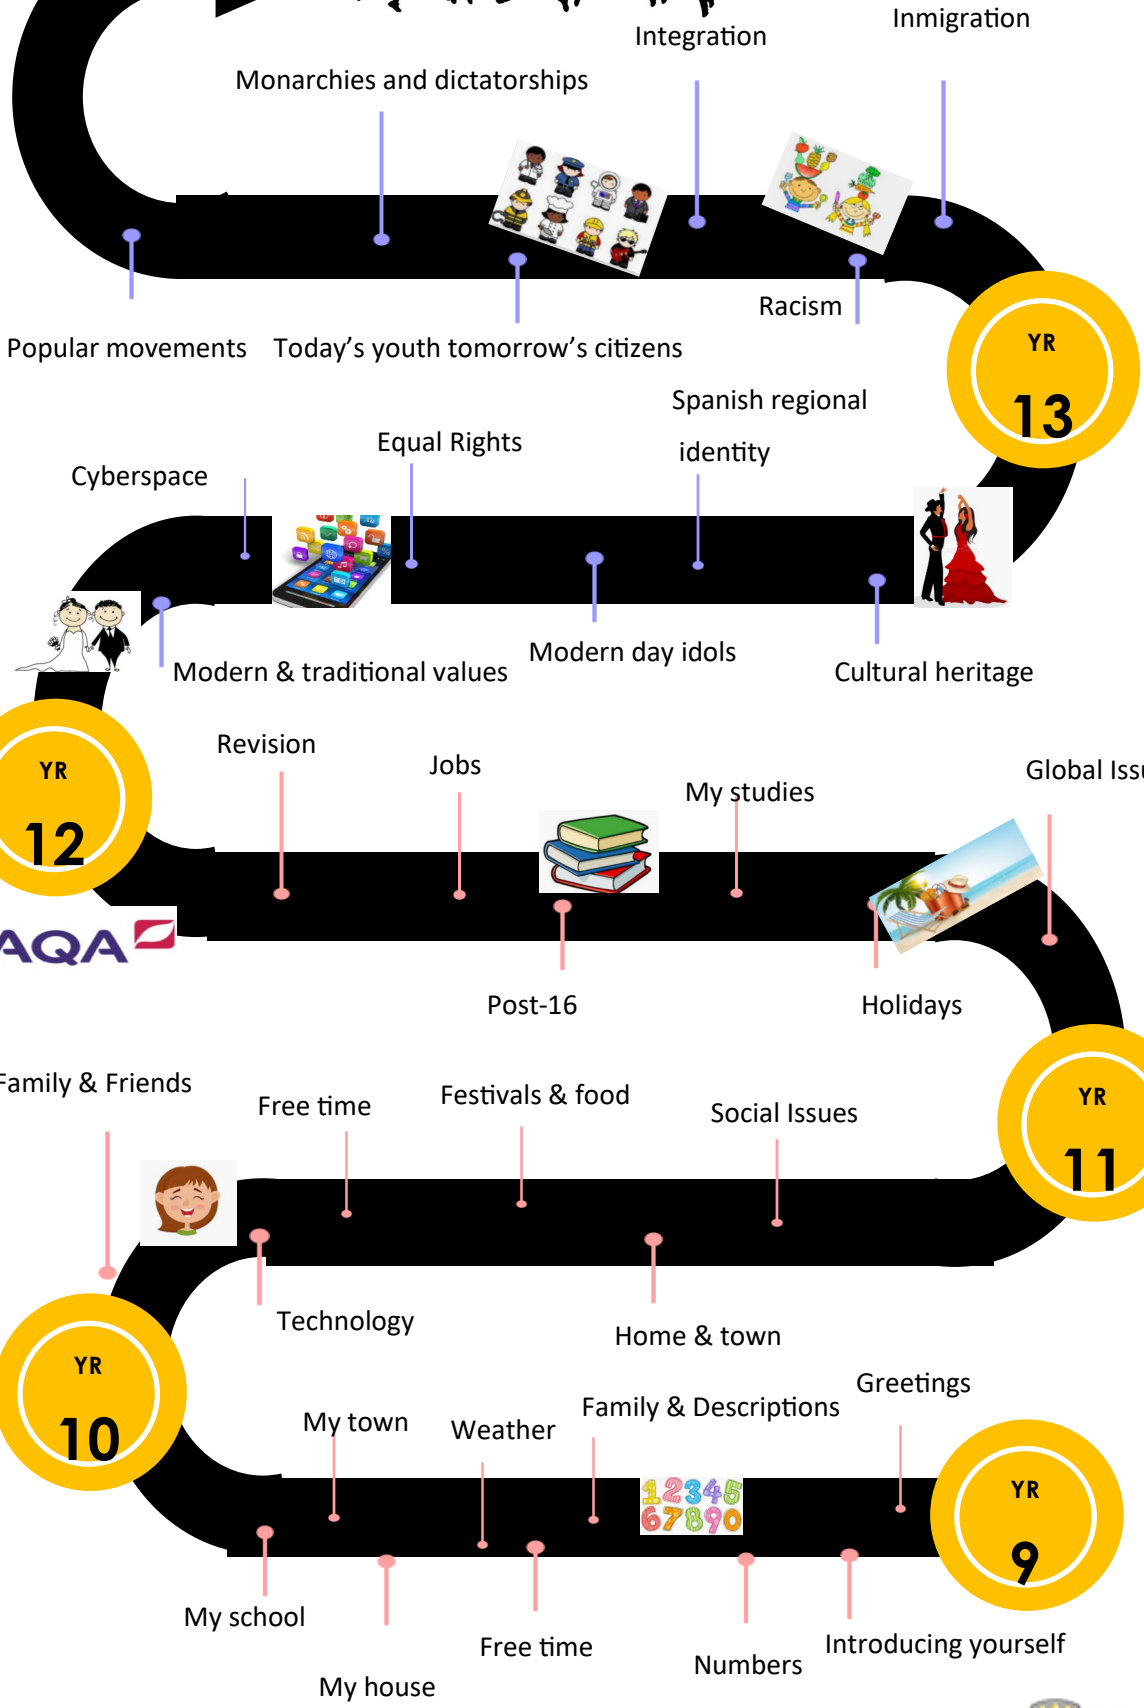 Inmigration
Integration
Monarchies and dictatorships
Racism
Popular movements
Today's youth tomorrow's citizens
YR
13
Spanish regional
identity
Equal Rights
Cyberspace
Modern day idols
Modern & traditional values
Cultural heritage
Revision
Jobs
My studies
Global Issu
YR
12
AQA
Post-16
Holidays
Family & Friends
Free time
Festivals & food
Social Issues
YR
11
Technology
Home & town
YR
10
Greetings
Family & Descriptions
My town
Weather
12345
67890
YR
9
My school
Free time
Introducing yourself
Numbers
My house